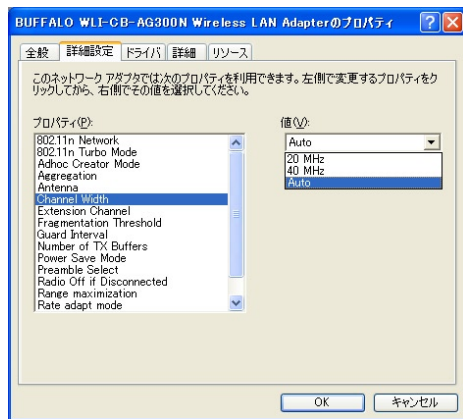 BUFFALO WLI-CB-AG300N Wireless LAN Adapterのプロパティ
全般 詳細設定 ドライバ 詳細 リソース
このネットワーク アダプタでは次のプロパティを利用できます。左側で変更するプロパティをク
リックしてから、右側でその値を選択してください。
プロパティ(P): 値(V):
802.11n Network
802.11n Turbo Mode
Adhoc Creator Mode
Aggregation
Antenna
Channel Width
Extension Channel
Fragmentation Threshold
Guard Interval
Number of TX Buffers
Power Save Mode
Preamble Select
Radio Off if Disconnected
Range maximization
Rate adapt mode
Auto
20 MHz
40 MHz
Auto
OK キャンセル